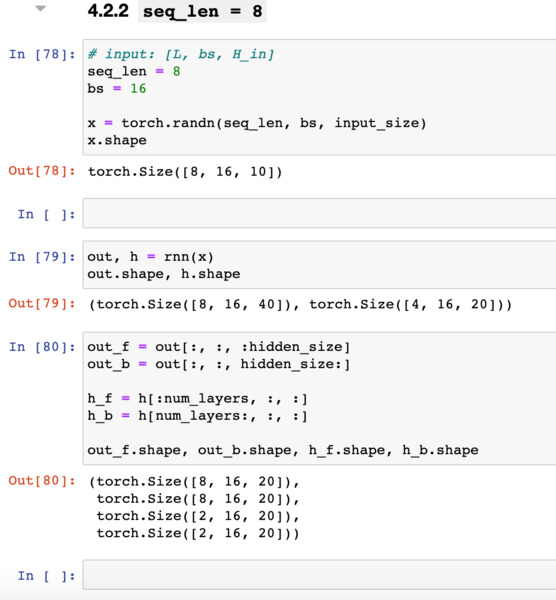 4.2.2 seq_len = 8
In [78]: # input: [L, bs, H_in]
seq_len = 8
bs = 16
x = torch.randn(seq_len, bs, input_size)
x.shape
Out[78]: torch.Size([8, 16, 10])
In [ ]:
In [79]: out, h = rnn(x)
out.shape, h.shape
Out[79]: (torch.Size([8, 16, 40]), torch.Size([4, 16, 20]))
In [80]: out_f = out[:, :, :hidden_size]
out_b = out[:, :, hidden_size:]
h_f = h[:num_layers, :, :]
h_b = h[num_layers:, :, :]
out_f.shape, out_b.shape, h_f.shape, h_b.shape
Out[80]: (torch.Size([8, 16, 20]),
torch.Size([8, 16, 20]),
torch.Size([2, 16, 20]),
torch.Size([2, 16, 20]))
In [ ]: